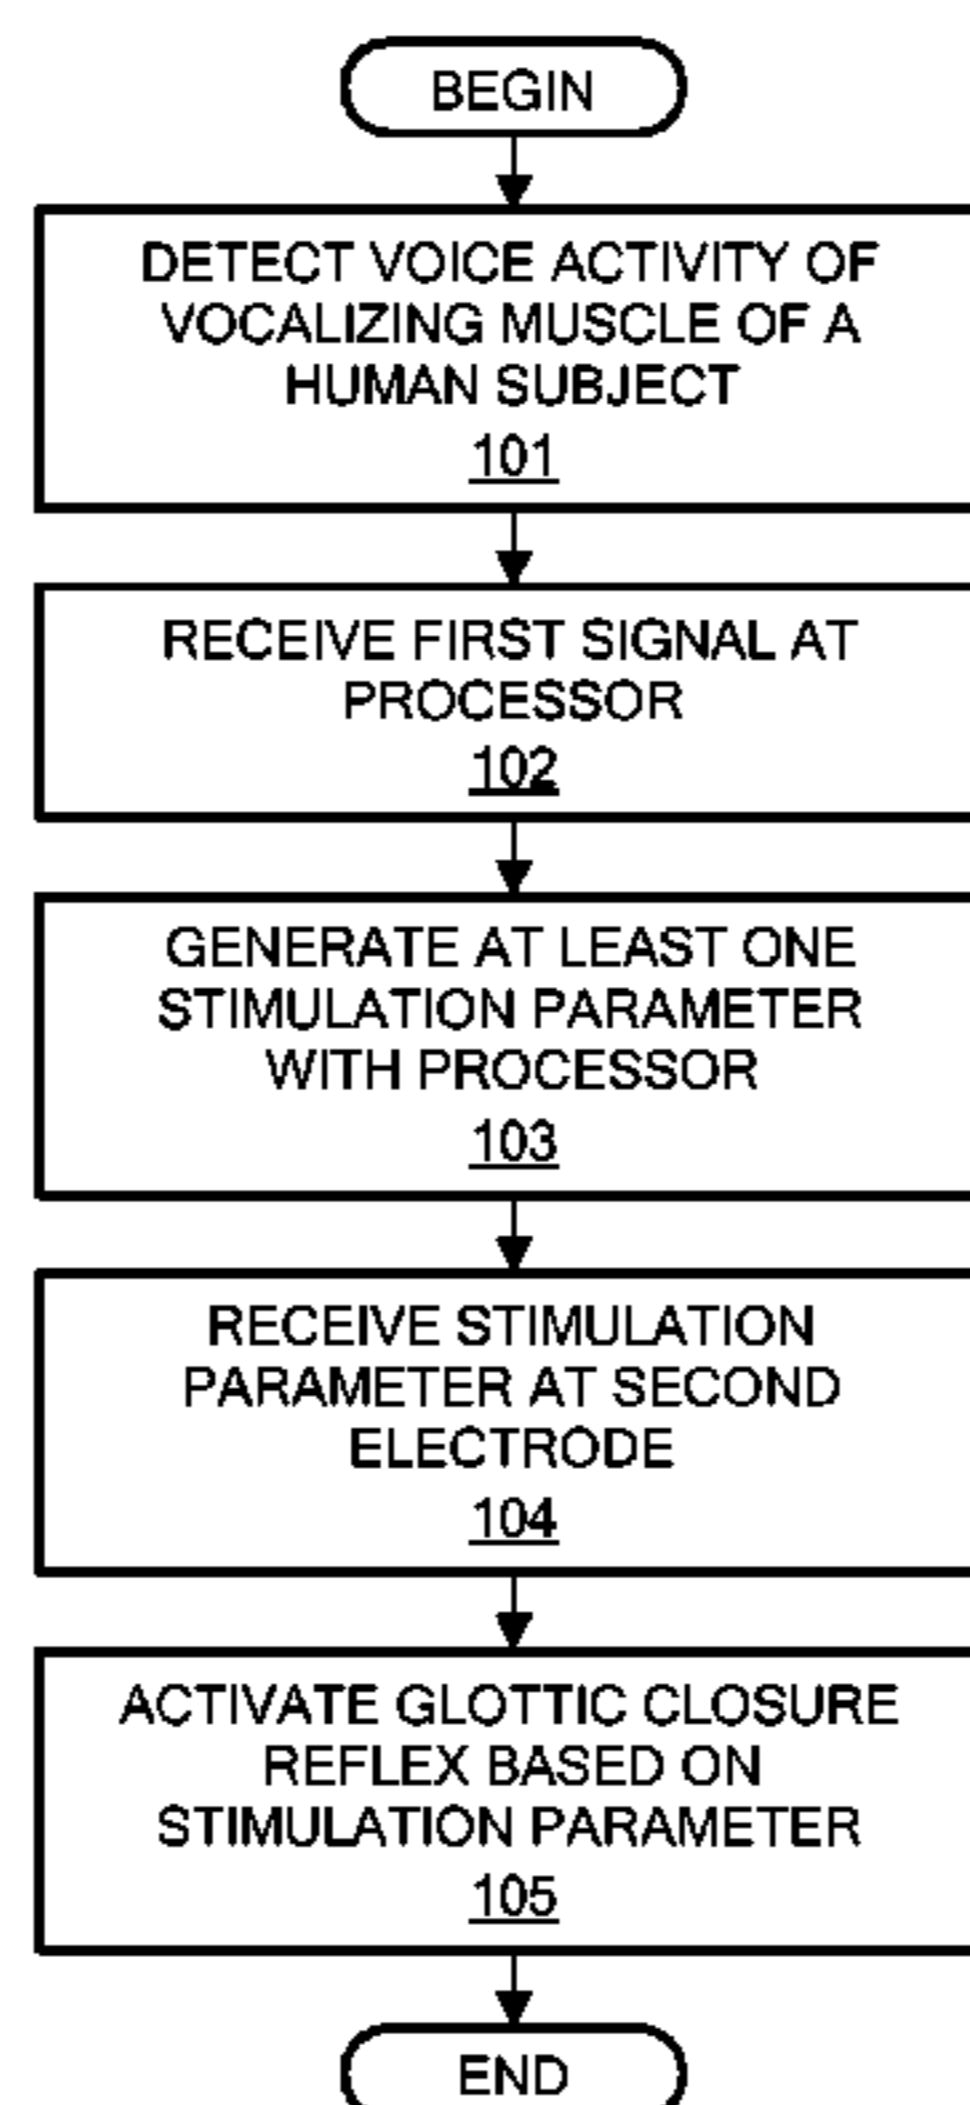 BEGIN
DETECT VOICE ACTIVITY OF
VOCALIZING MUSCLE OF A
HUMAN SUBJECT
101
RECEIVE FIRST SIGNAL AT
PROCESSOR
102
GENERATE AT LEAST ONE
STIMULATION PARAMETER
WITH PROCESSOR
103
RECEIVE STIMULATION
PARAMETER AT SECOND
ELECTRODE
104
ACTIVATE GLOTTIC CLOSURE
REFLEX BASED ON
STIMULATION PARAMETER
105
END